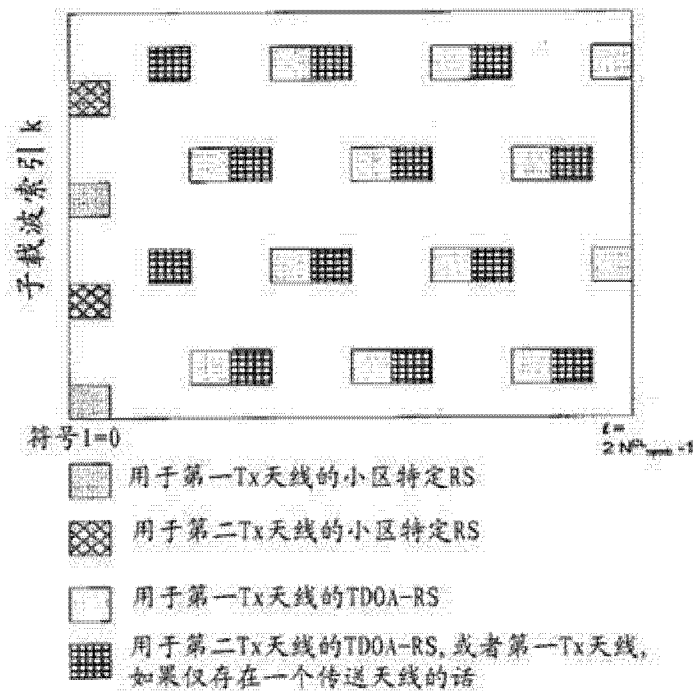 子载波索引 k
符号l=0
ℓ=
2 N^DL_symb -1
用于第一Tx天线的小区特定RS
用于第二Tx天线的小区特定RS
用于第一Tx天线的TDOA-RS
用于第二Tx天线的TDOA-RS, 或者第一Tx天线,
如果仅存在一个传送天线的话